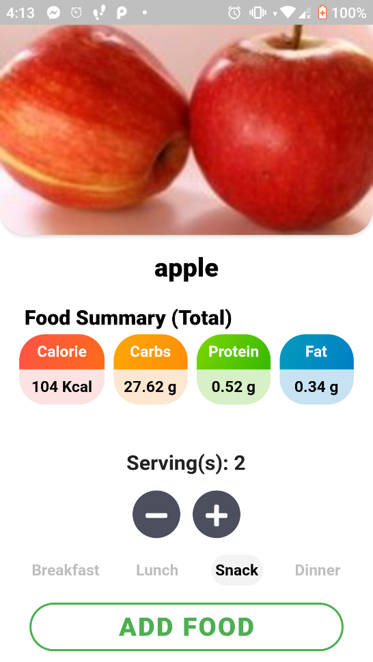 4:13 100%
apple
Food Summary (Total)
Calorie Carbs Protein Fat
104 Kcal 27.62 g 0.52 g 0.34 g
Serving(s): 2
Breakfast Lunch Snack Dinner
ADD FOOD